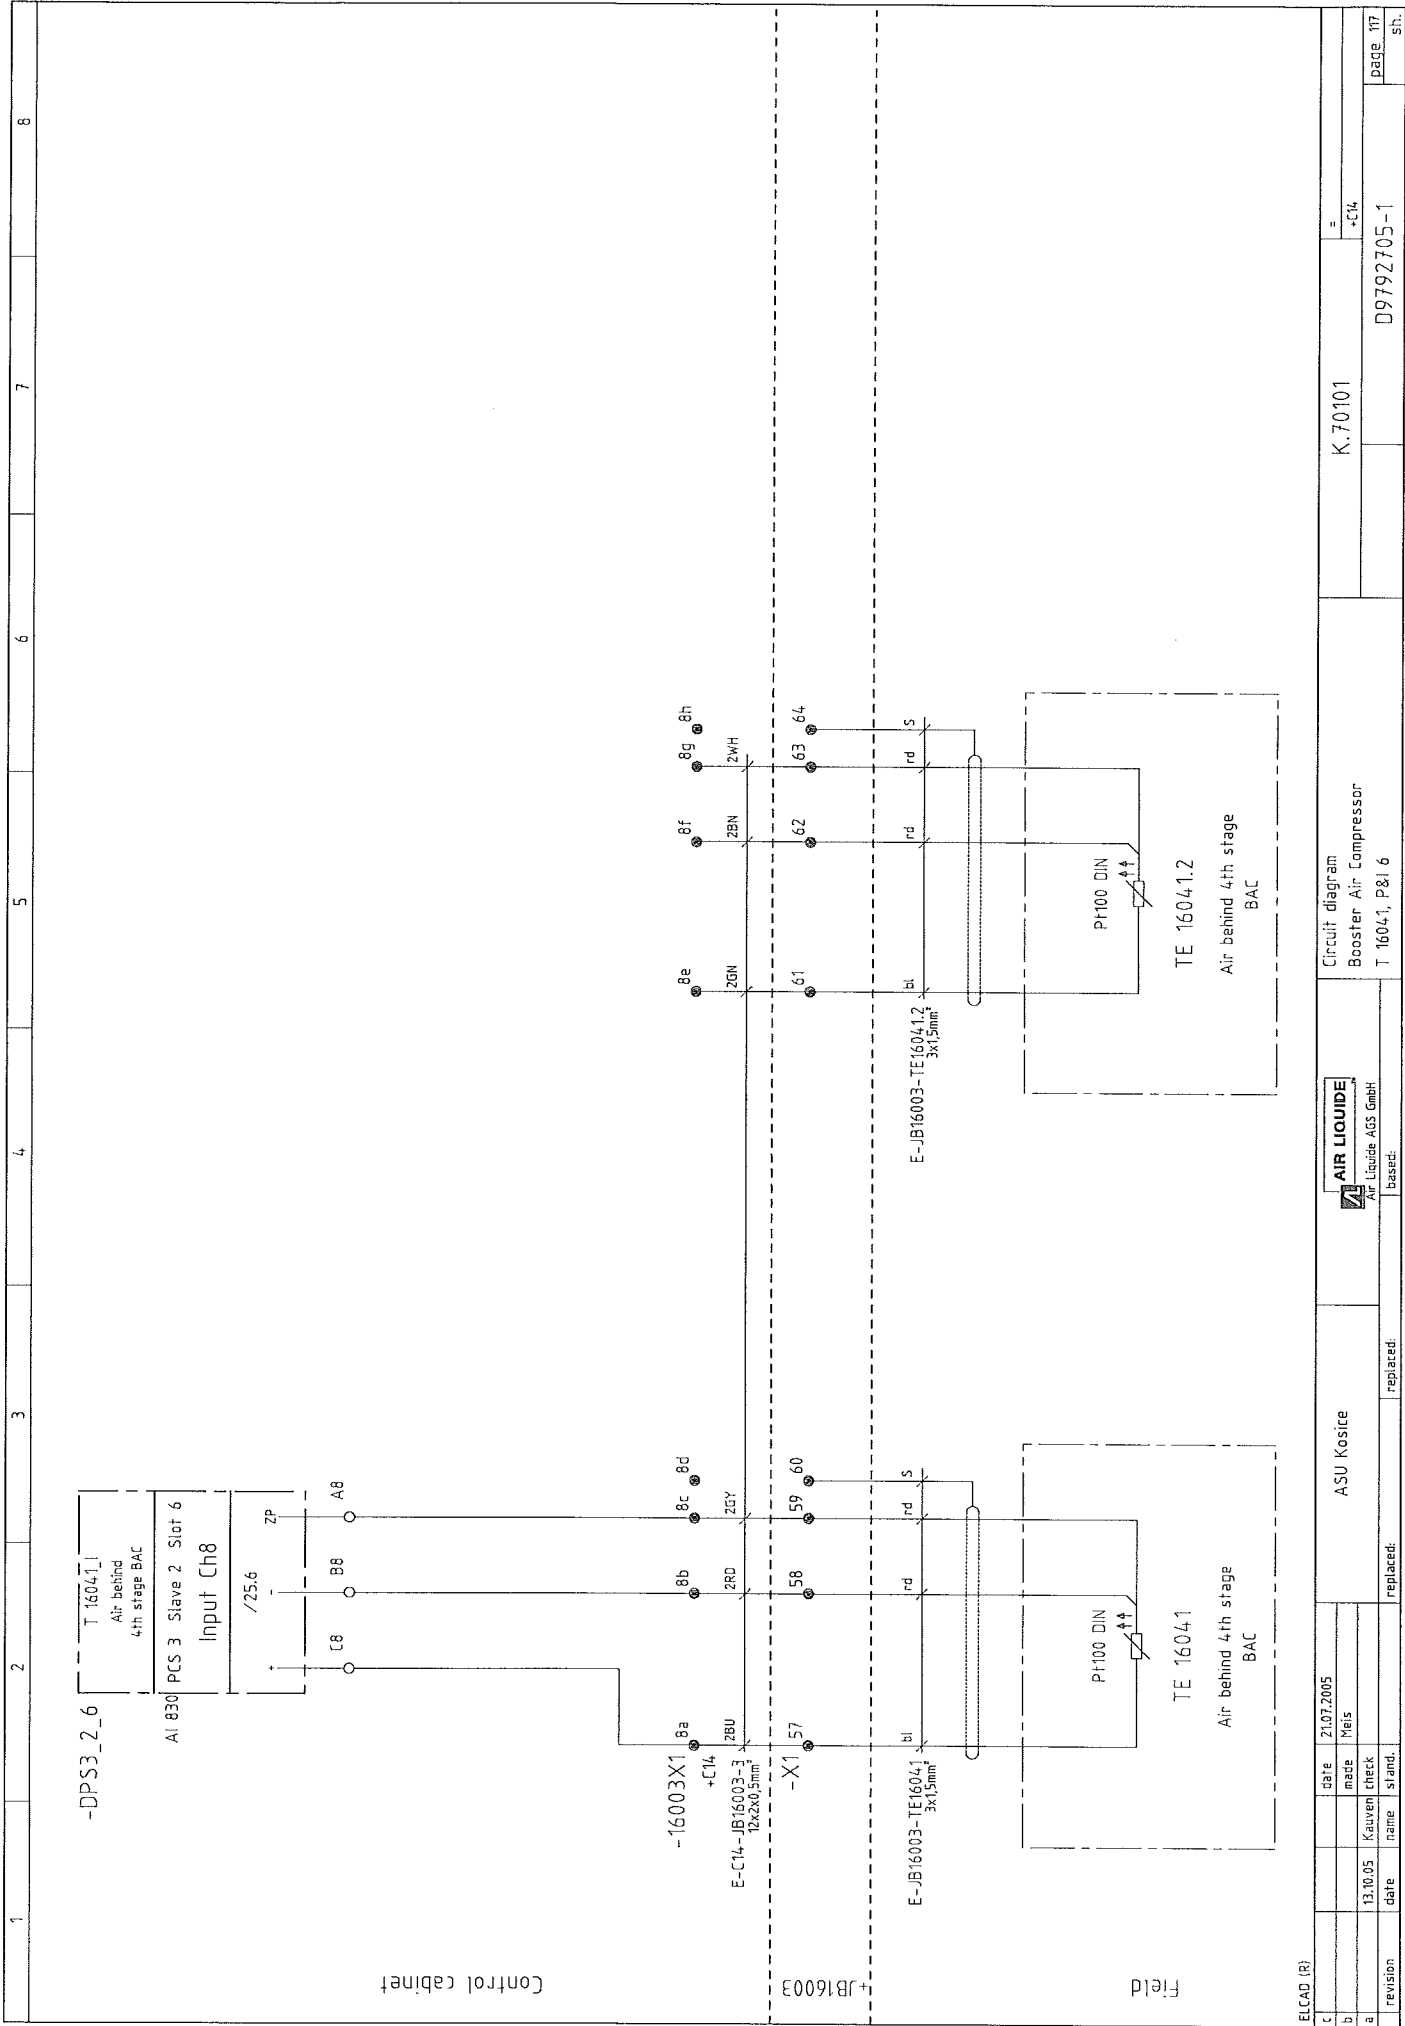 1 2 3 4 5 6 7 8
-DPS3_2_6
T 16041_I
Air behind
4th stage BAC
AI 830 PCS 3 Slave 2 Slot 6
Input Ch8
/25.6
+ - ZP
C8 B8 A8
-16003X1 8a 8b 8c 8d 8e 8f 8g 8h
+C14
2BU 2RD 2GY 2GN 2BN 2WH
E-C14-JB16003-3
12x2x0,5mm²
-X1 57 58 59 60 61 62 63 64
bl rd rd S bl rd rd S
E-JB16003-TE16041
3x1,5mm²
E-JB16003-TE16041.2
3x1,5mm²
Pt100 DIN
TE 16041
Air behind 4th stage
BAC
Pt100 DIN
TE 16041.2
Air behind 4th stage
BAC
Control cabinet
+JB16003
Field
ELCAD (R)
c
b
a 13.10.05 Kauven
revision date name
date 21.07.2005
made Meis
check
stand.
ASU Kosice
replaced:
replaced:
AIR LIQUIDE
Air Liquide AGS GmbH
based:
Circuit diagram
Booster Air Compressor
T 16041, P&I 6
K.70101
=
+C14
D9792705-1
page 117
sh.